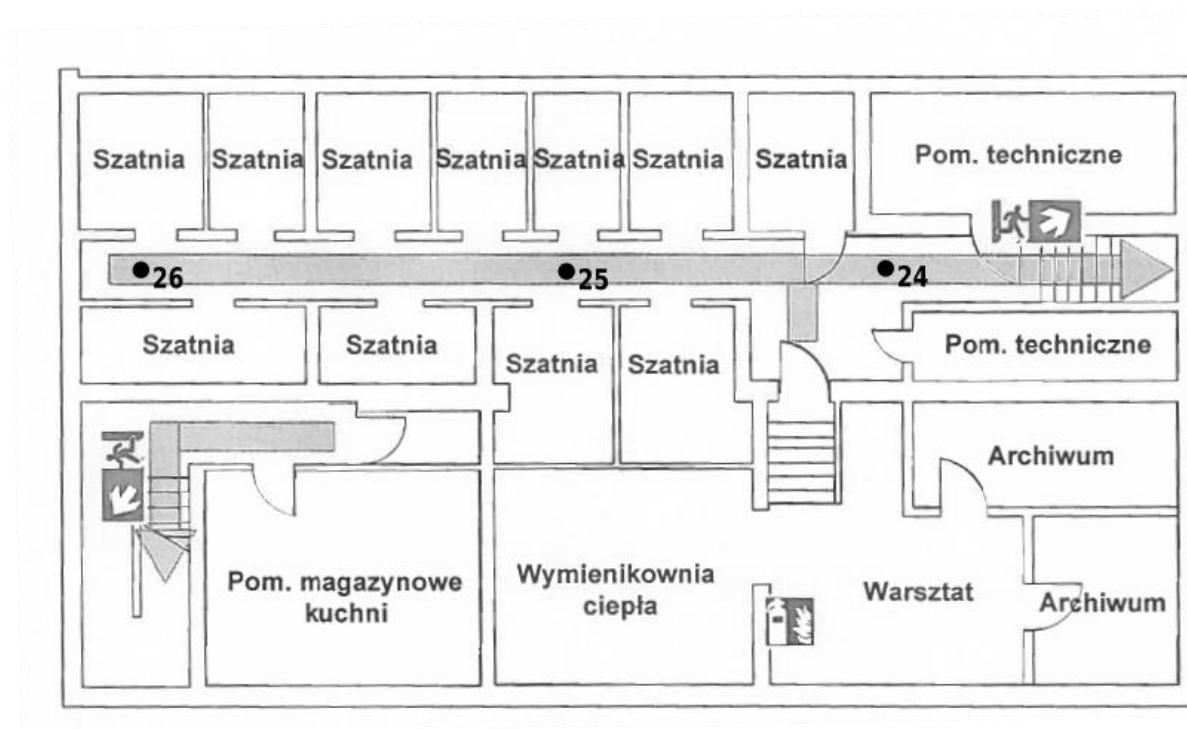 Szatnia
Szatnia
Szatnia
Szatnia
Szatnia
Szatnia
Szatnia
Pom. techniczne
26
25
24
Szatnia
Szatnia
Szatnia
Szatnia
Pom. techniczne
Archiwum
Pom. magazynowe
kuchni
Wymienikownia
ciepła
Warsztat
Archiwum